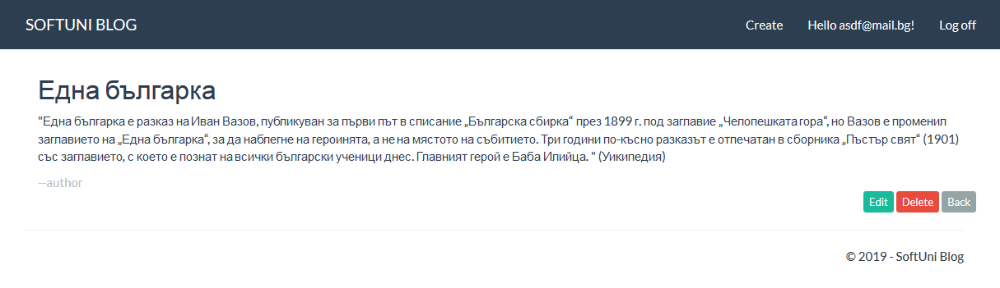 SOFTUNI BLOG
Create
Hello asdf@mail.bg!
Log off
Една българка
"Една българка е разказ на Иван Вазов, публикуван за първи път в списание „Българска сбирка“ през 1899 г. под заглавие „Челопешката гора“, но Вазов е променил
заглавието на „Една българка“, за да наблегне на героинята, а не на мястото на събитието. Три години по-късно разказът е отпечатан в сборника „Пъстър свят“ (1901)
със заглавието, с което е познат на всички български ученици днес. Главният герой е Баба Илийца. " (Уикипедия)
--author
Edit
Delete
Back
© 2019 - SoftUni Blog